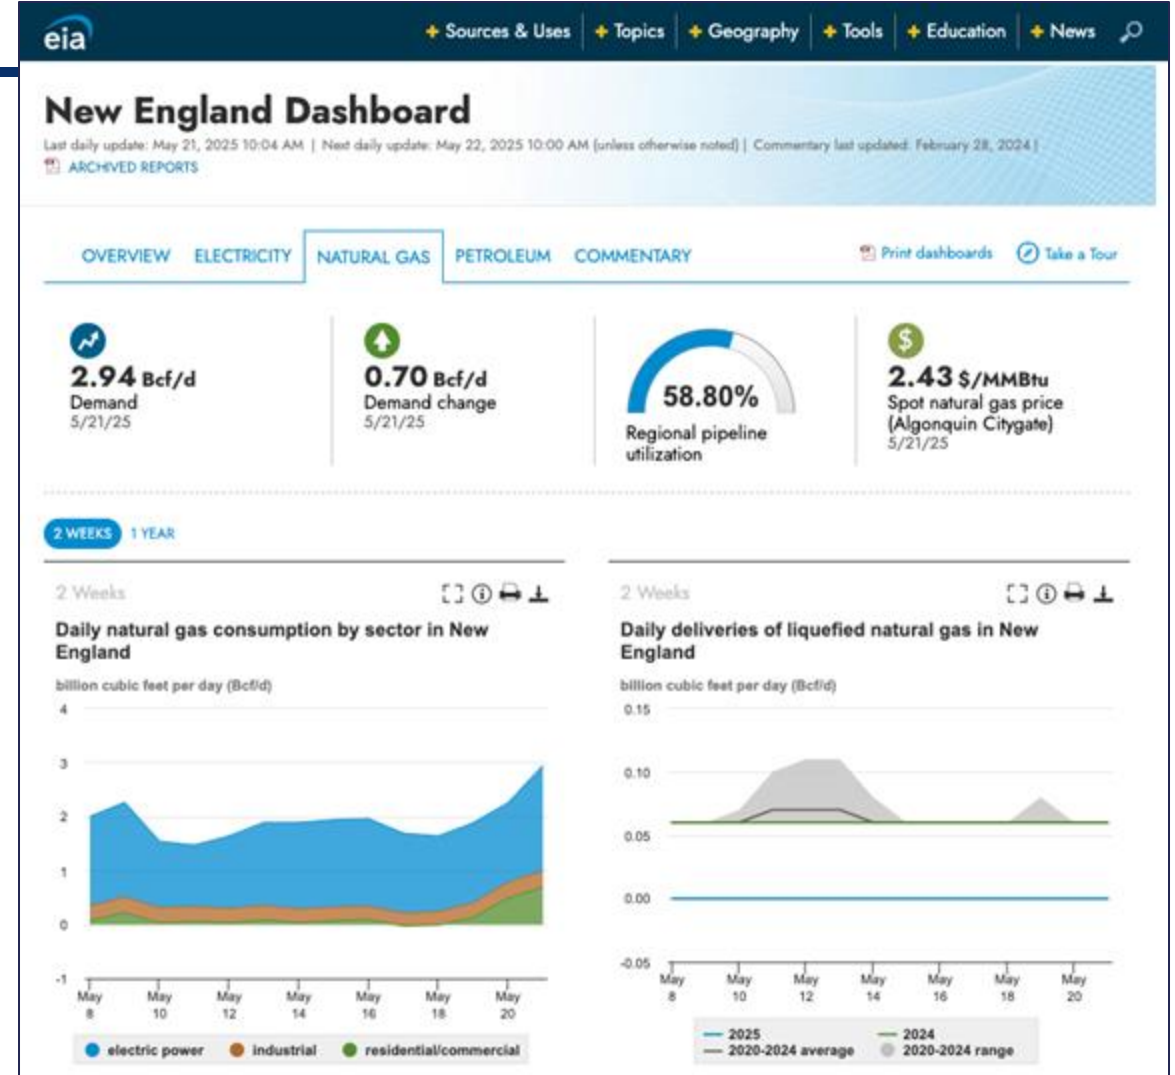 eia
Sources & Uses
Topics
Geography
Tools
Education
News
New England Dashboard
Last daily update: May 21, 2025 10:04 AM | Next daily update: May 22, 2025 10:00 AM (unless otherwise noted) | Commentary last updated: February 28, 2024 |
ARCHIVED REPORTS
OVERVIEW
ELECTRICITY
NATURAL GAS
PETROLEUM
COMMENTARY
Print dashboards
Take a Tour
2.94 Bcf/d
Demand
5/21/25
0.70 Bcf/d
Demand change
5/21/25
58.80%
Regional pipeline
utilization
$
2.43 $/MMBtu
Spot natural gas price
(Algonquin Citygate)
5/21/25
2 WEEKS
1 YEAR
2 Weeks
Daily natural gas consumption by sector in New
England
billion cubic feet per day (Bcf/d)
4
3
2
1
0
-1
May 8
May 10
May 12
May 14
May 16
May 18
May 20
electric power
industrial
residential/commercial
2 Weeks
Daily deliveries of liquefied natural gas in New
England
billion cubic feet per day (Bcf/d)
0.15
0.10
0.05
0.00
-0.05
May 8
May 10
May 12
May 14
May 16
May 18
May 20
2025
2024
2020-2024 average
2020-2024 range